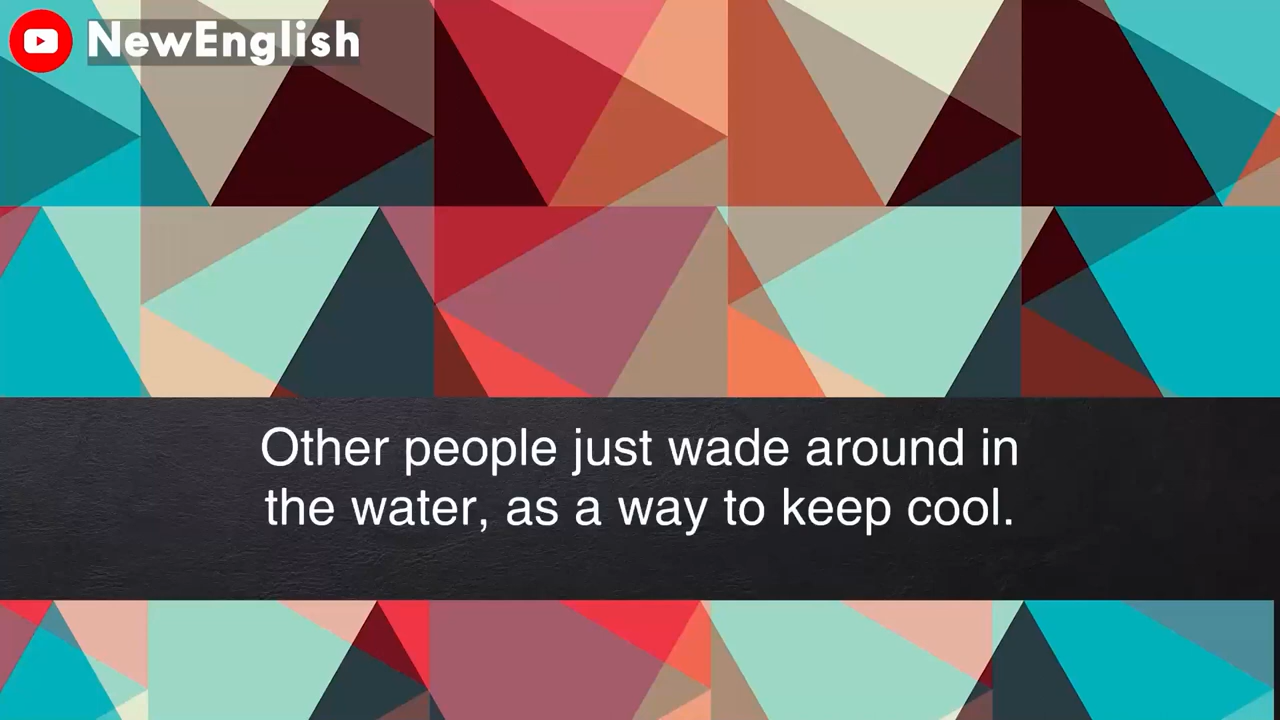 NewEnglish
Other people just wade around in
the water, as a way to keep cool.